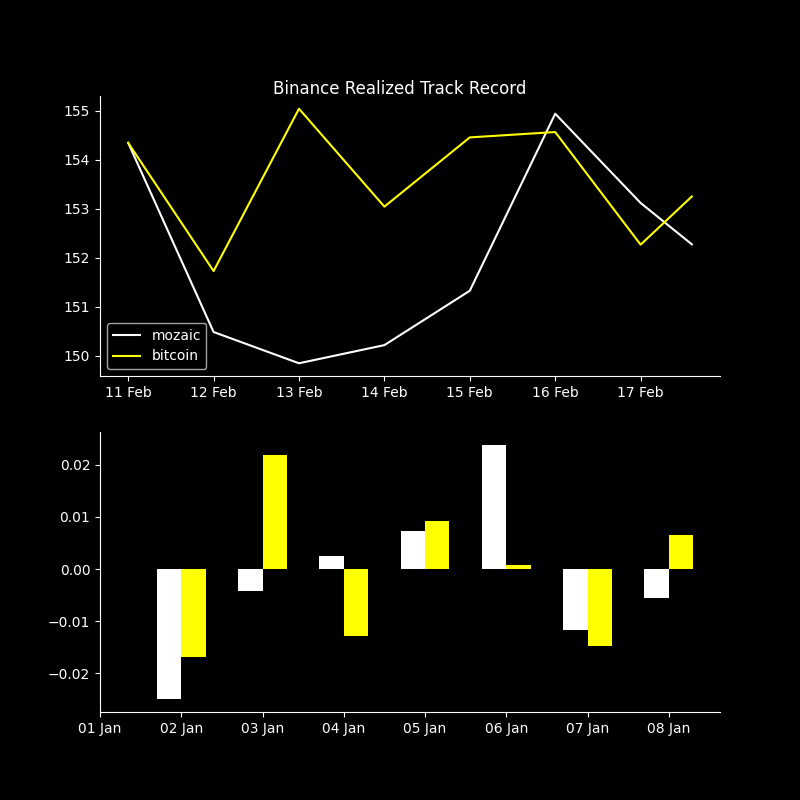 Binance Realized Track Record
155
154
153
152
151
150
mozaic
bitcoin
11 Feb 12 Feb 13 Feb 14 Feb 15 Feb 16 Feb 17 Feb
0.02
0.01
0.00
−0.01
−0.02
01 Jan 02 Jan 03 Jan 04 Jan 05 Jan 06 Jan 07 Jan 08 Jan